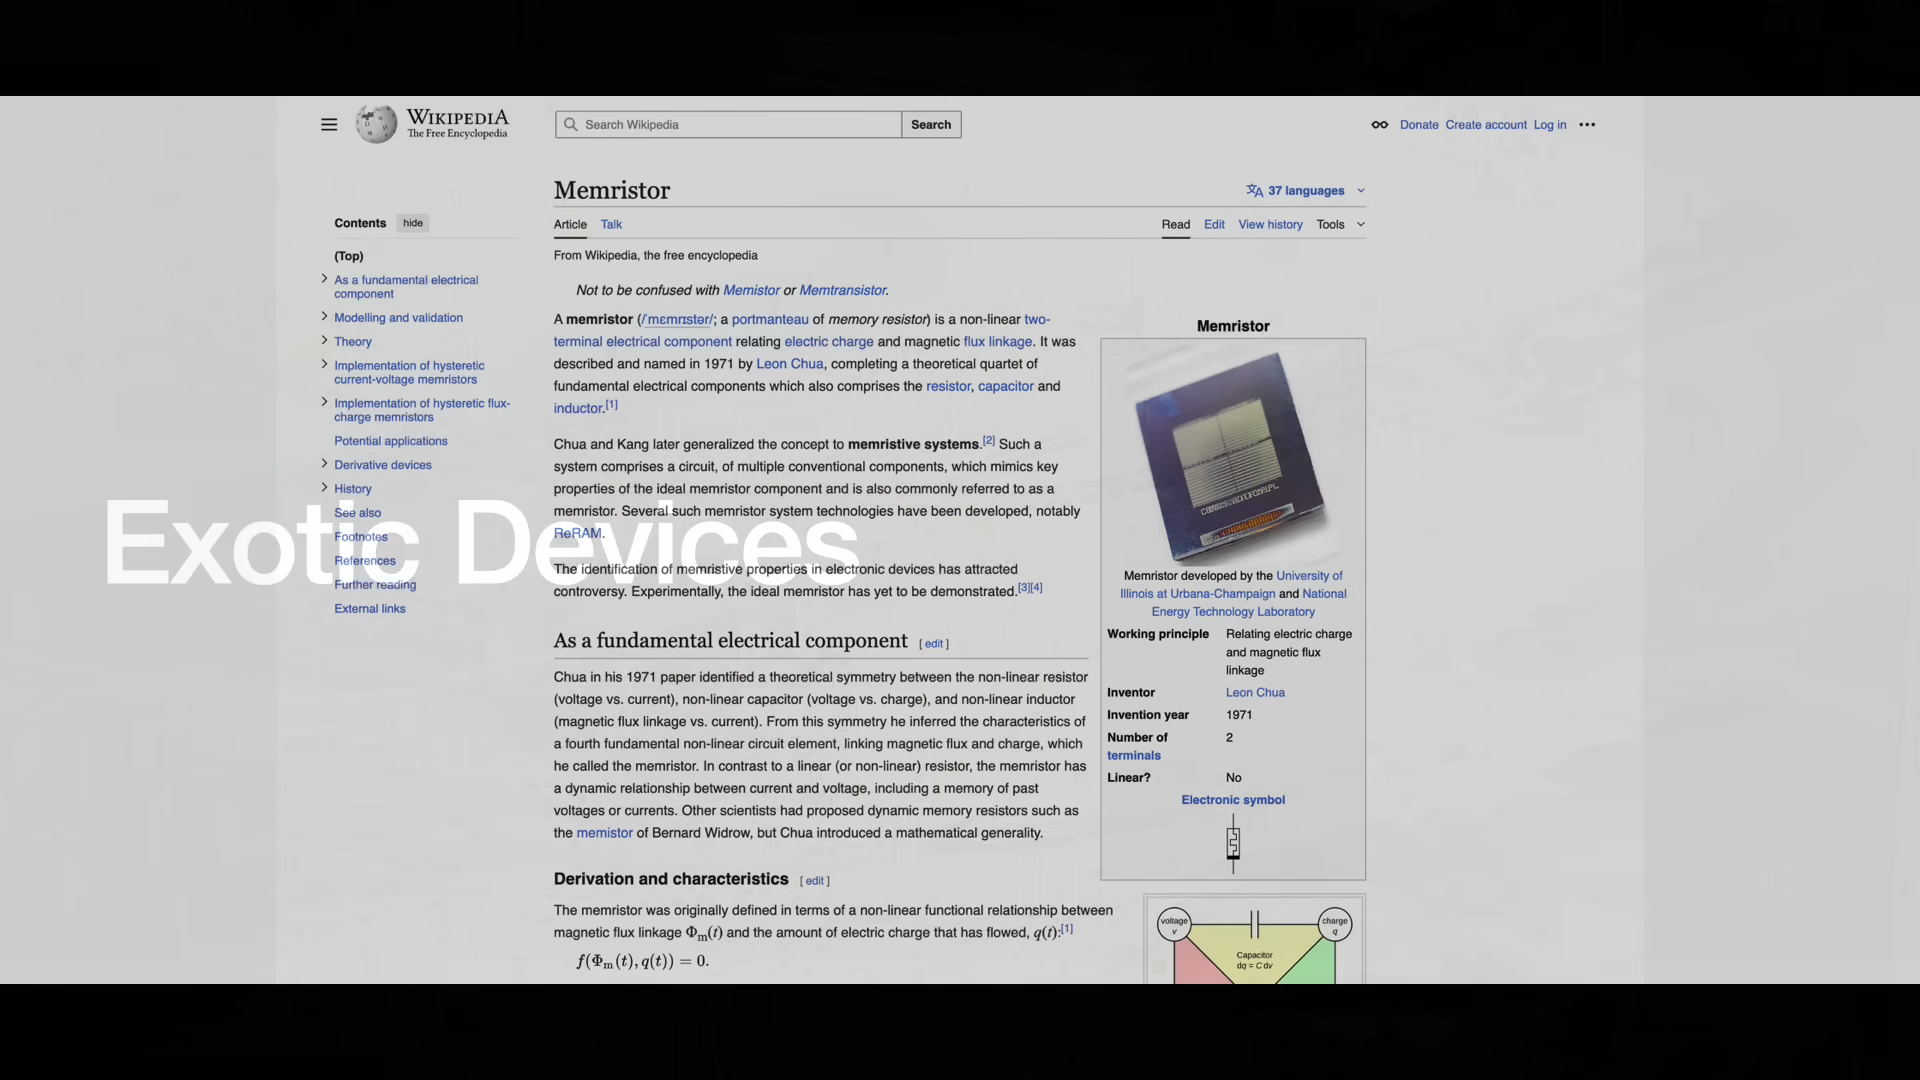 WIKIPEDIA
The Free Encyclopedia
Search Wikipedia
Search
Donate Create account Log in
Memristor
37 languages
Contents hide
Article Talk
Read Edit View history Tools
(Top)
As a fundamental electrical
component
Modelling and validation
Theory
Implementation of hysteretic
current-voltage memristors
Implementation of hysteretic flux-
charge memristors
Potential applications
Derivative devices
History
See also
Footnotes
References
Further reading
External links
Exotic Devices
From Wikipedia, the free encyclopedia
Not to be confused with Memistor or Memtransistor.
A memristor (/ˈmɛmrɪstər/; a portmanteau of memory resistor) is a non-linear two-
terminal electrical component relating electric charge and magnetic flux linkage. It was
described and named in 1971 by Leon Chua, completing a theoretical quartet of
fundamental electrical components which also comprises the resistor, capacitor and
inductor.[1]
Chua and Kang later generalized the concept to memristive systems.[2] Such a
system comprises a circuit, of multiple conventional components, which mimics key
properties of the ideal memristor component and is also commonly referred to as a
memristor. Several such memristor system technologies have been developed, notably
ReRAM.
The identification of memristive properties in electronic devices has attracted
controversy. Experimentally, the ideal memristor has yet to be demonstrated.[3][4]
As a fundamental electrical component [ edit ]
Chua in his 1971 paper identified a theoretical symmetry between the non-linear resistor
(voltage vs. current), non-linear capacitor (voltage vs. charge), and non-linear inductor
(magnetic flux linkage vs. current). From this symmetry he inferred the characteristics of
a fourth fundamental non-linear circuit element, linking magnetic flux and charge, which
he called the memristor. In contrast to a linear (or non-linear) resistor, the memristor has
a dynamic relationship between current and voltage, including a memory of past
voltages or currents. Other scientists had proposed dynamic memory resistors such as
the memistor of Bernard Widrow, but Chua introduced a mathematical generality.
Derivation and characteristics [ edit ]
The memristor was originally defined in terms of a non-linear functional relationship between
magnetic flux linkage Φm(t) and the amount of electric charge that has flowed, q(t):[1]
f(Φm(t), q(t)) = 0.
Memristor
Memristor developed by the University of
Illinois at Urbana-Champaign and National
Energy Technology Laboratory
Working principle Relating electric charge
and magnetic flux
linkage
Inventor Leon Chua
Invention year 1971
Number of 2
terminals
Linear? No
Electronic symbol
voltage
v
charge
q
Capacitor
dq = C dv